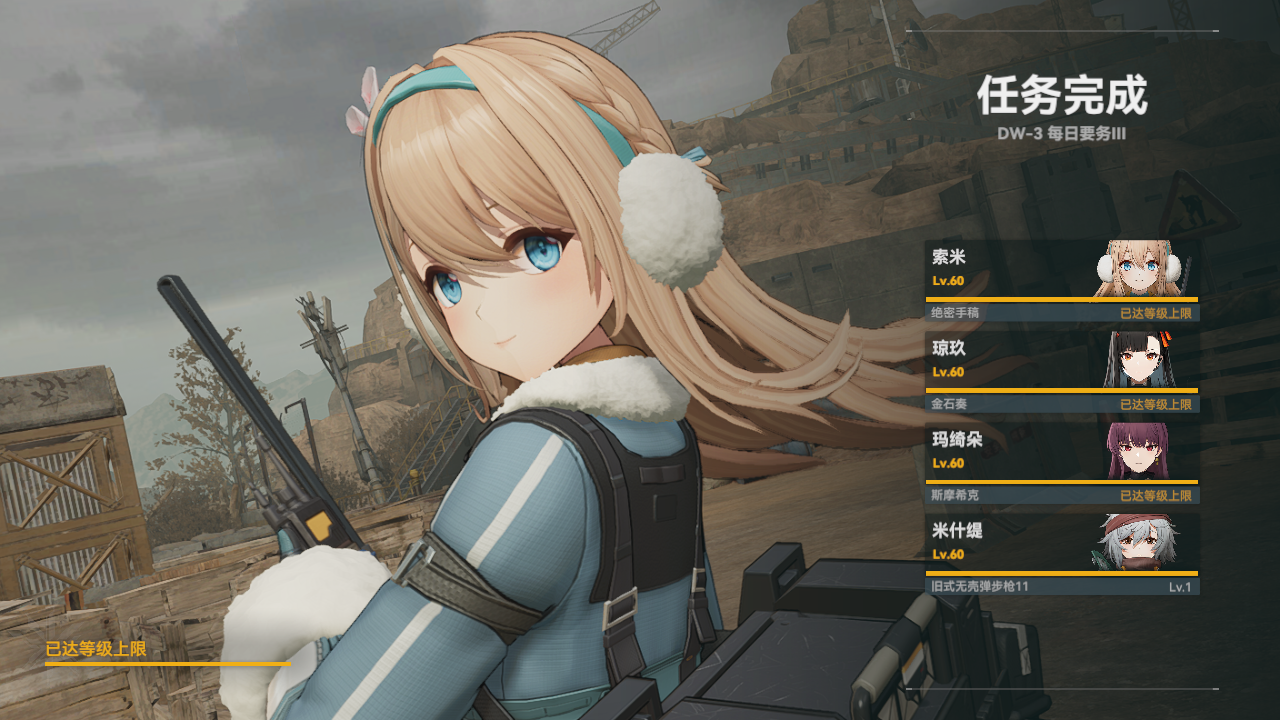 任务完成
DW-3 每日要务III
索米
Lv.60
绝密手稿 已达等级上限
琼玖
Lv.60
金石奏 已达等级上限
玛绮朵
Lv.60
斯摩希克 已达等级上限
米什缇
Lv.60
旧式无壳弹步枪11 Lv.1
已达等级上限